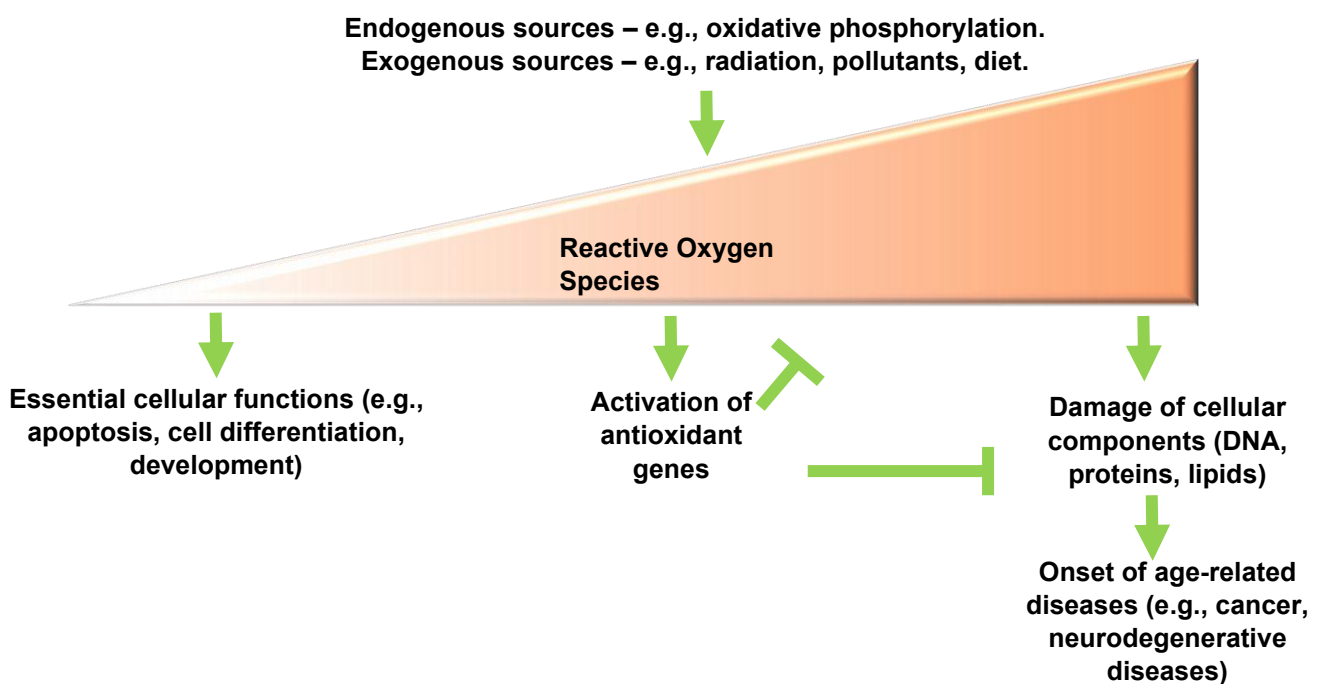 Endogenous sources – e.g., oxidative phosphorylation.
Exogenous sources – e.g., radiation, pollutants, diet.
Reactive Oxygen
Species
Essential cellular functions (e.g.,
apoptosis, cell differentiation,
development)
Activation of
antioxidant
genes
Damage of cellular
components (DNA,
proteins, lipids)
Onset of age-related
diseases (e.g., cancer,
neurodegenerative
diseases)